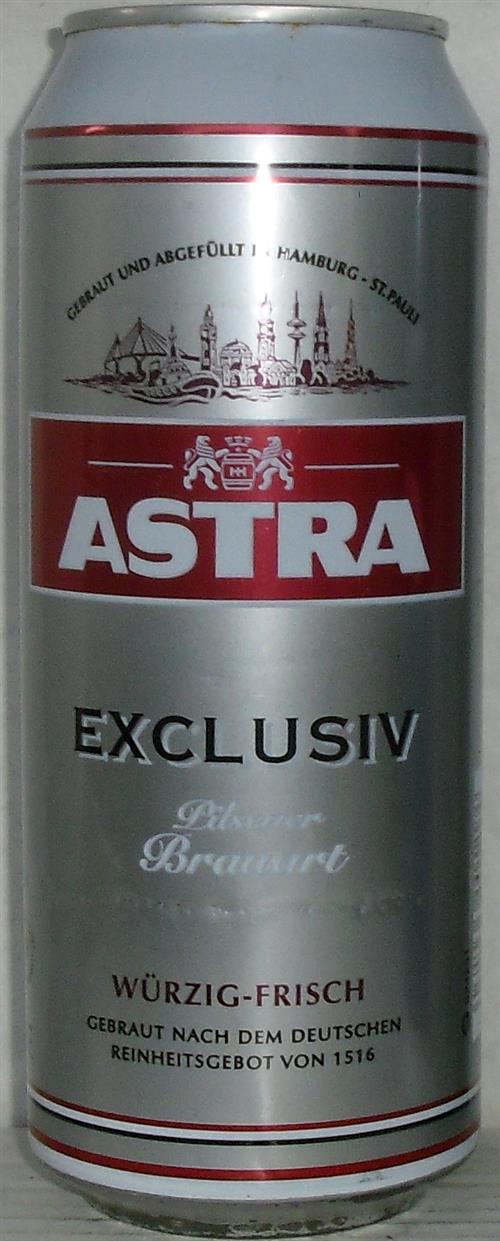 GEBRAUT UND ABGEFÜLLT IN HAMBURG - ST. PAULI
ASTRA
EXCLUSIV
Pilsener
Brauart
WÜRZIG-FRISCH
GEBRAUT NACH DEM DEUTSCHEN
REINHEITSGEBOT VON 1516